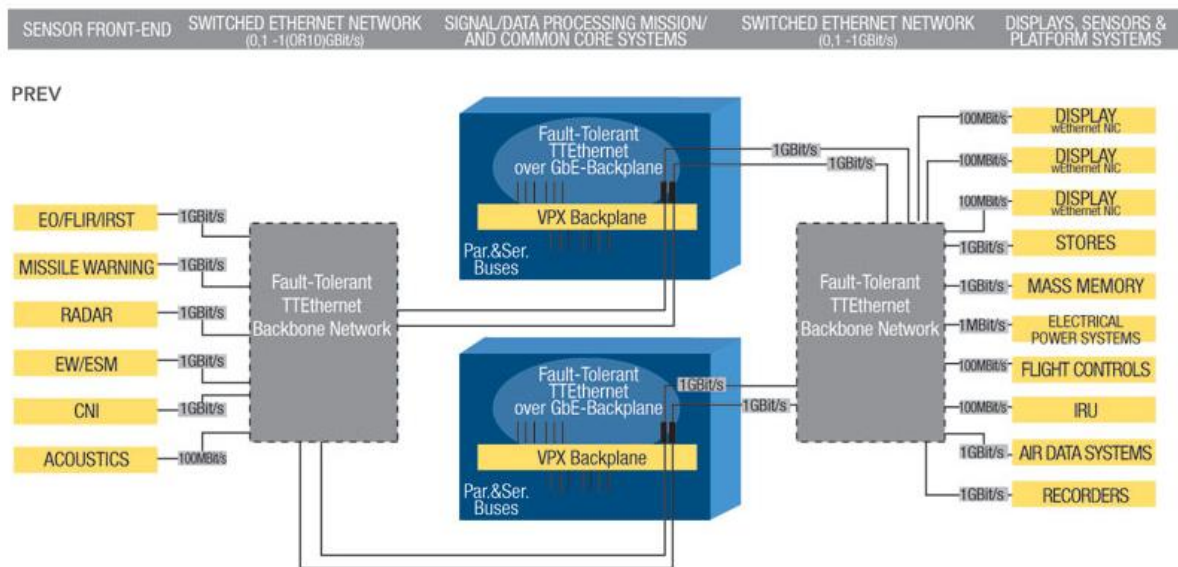 SENSOR FRONT-END
SWITCHED ETHERNET NETWORK
(0,1 -1(OR10)GBit/s)
SIGNAL/DATA PROCESSING MISSION/
AND COMMON CORE SYSTEMS
SWITCHED ETHERNET NETWORK
(0,1 -1GBit/s)
DISPLAYS, SENSORS &
PLATFORM SYSTEMS
PREV
EO/FLIR/IRST
1GBit/s
MISSILE WARNING
1GBit/s
RADAR
1GBit/s
EW/ESM
1GBit/s
CNI
1GBit/s
ACOUSTICS
100MBit/s
Fault-Tolerant
TTEthernet
Backbone Network
Fault-Tolerant
TTEthernet
over GbE-Backplane
VPX Backplane
Par.&Ser.
Buses
1GBit/s
1GBit/s
Fault-Tolerant
TTEthernet
over GbE-Backplane
VPX Backplane
Par.&Ser.
Buses
1GBit/s
1GBit/s
Fault-Tolerant
TTEthernet
Backbone Network
100MBit/s
DISPLAY
wEthernet NIC
100MBit/s
DISPLAY
wEthernet NIC
100MBit/s
DISPLAY
wEthernet NIC
1GBit/s
STORES
1GBit/s
MASS MEMORY
1MBit/s
ELECTRICAL
POWER SYSTEMS
100MBit/s
FLIGHT CONTROLS
100MBit/s
IRU
1GBit/s
AIR DATA SYSTEMS
1GBit/s
RECORDERS